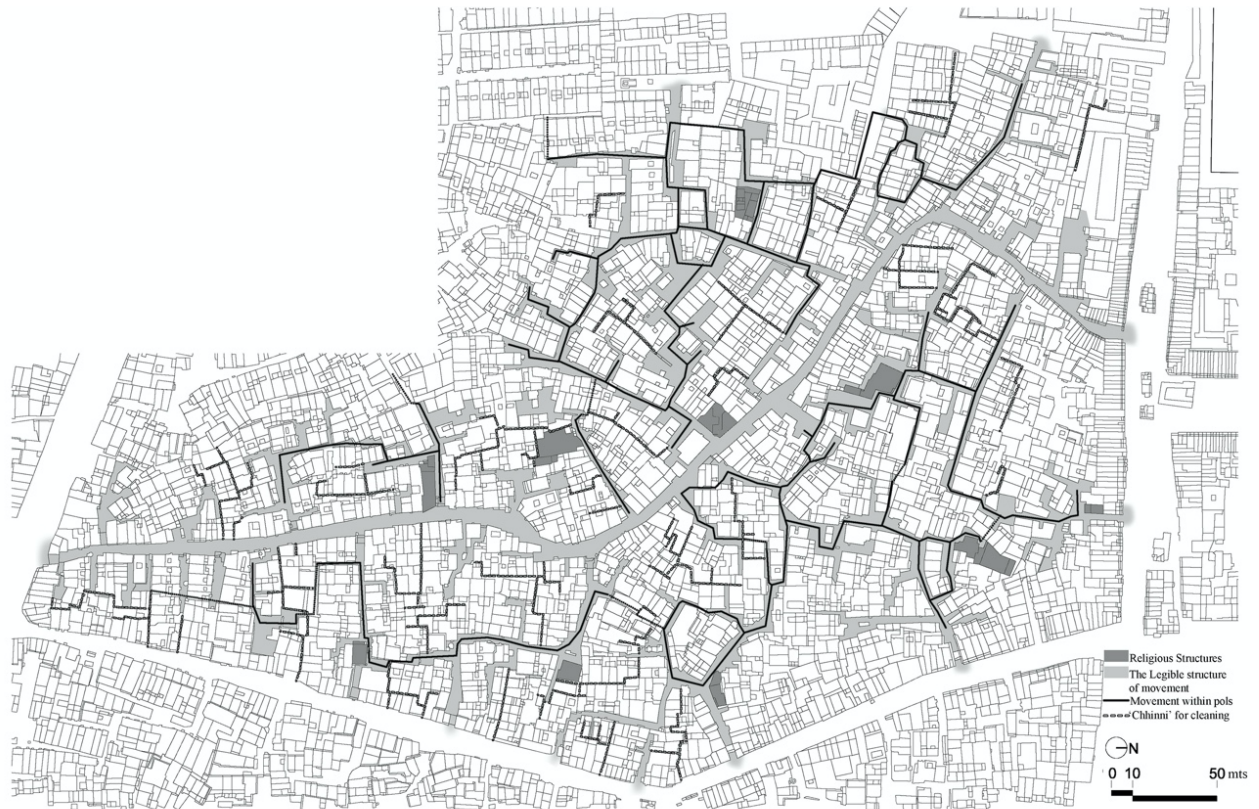 Religious Structures
The Legible structure
of movement
Movement within pols
'Chhinni' for cleaning
N
0 10 50 mts